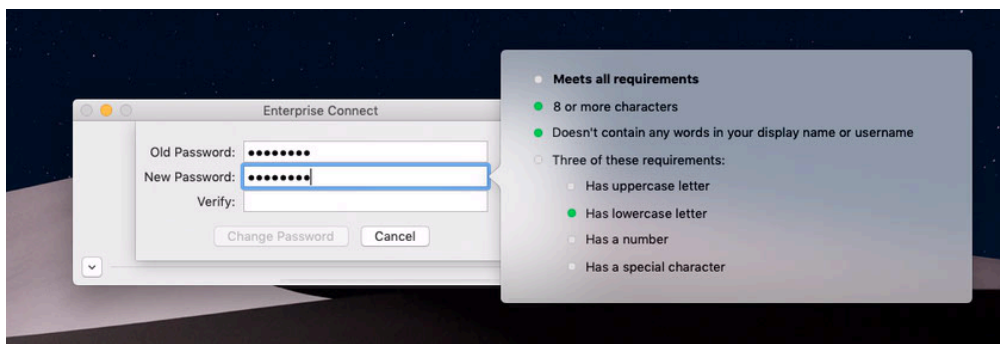 Enterprise Connect
Old Password: ••••••••
New Password: ••••••••
Verify:
Change Password Cancel
Meets all requirements
8 or more characters
Doesn't contain any words in your display name or username
Three of these requirements:
Has uppercase letter
Has lowercase letter
Has a number
Has a special character